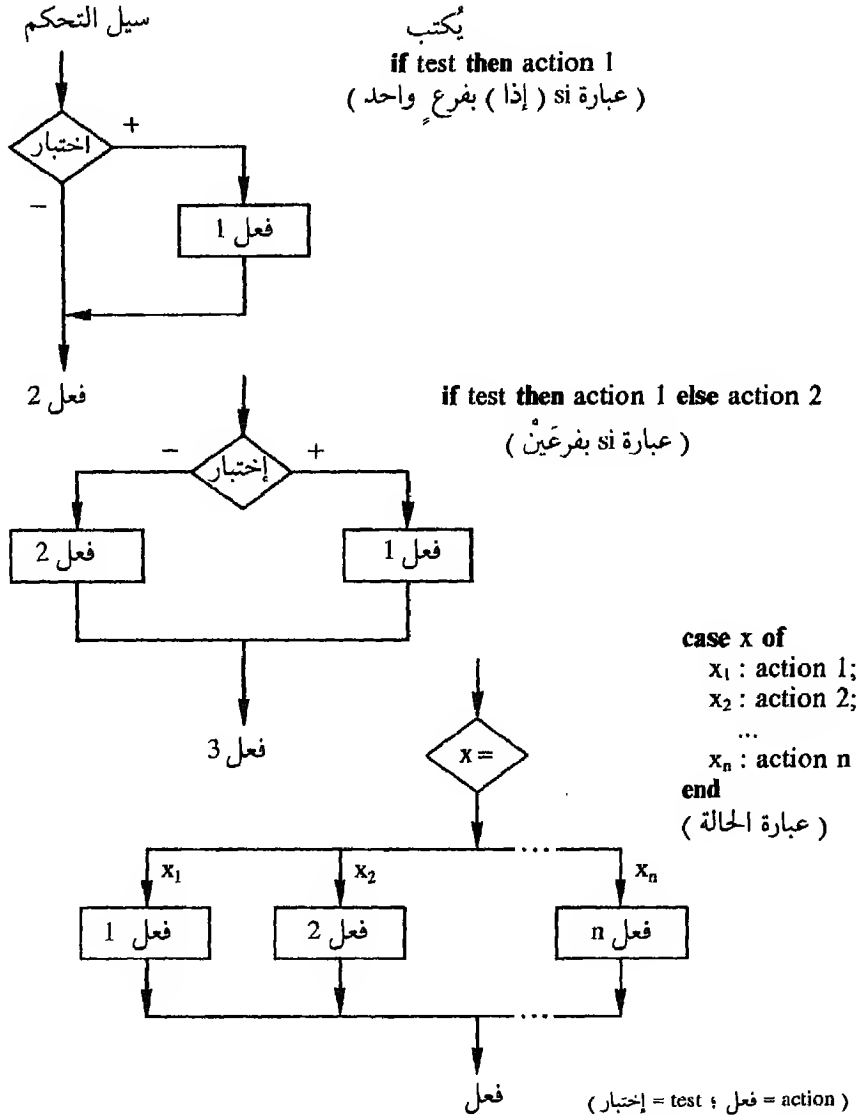 سيل التحكم
يُكتب
if test then action 1
( عبارة si ( إذا ) بفرعٍ واحد )
اختبار
+
−
فعل 1
فعل 2
if test then action 1 else action 2
( عبارة si بفرعَيْن )
−
إختبار
+
فعل 2
فعل 1
فعل 3
case x of
x₁ : action 1;
x₂ : action 2;
...
xₙ : action n
end
( عبارة الحالة )
x =
...
x₁
x₂
xₙ
فعل 1
فعل 2
فعل n
...
فعل
( action = فعل ؛ test = إختبار )